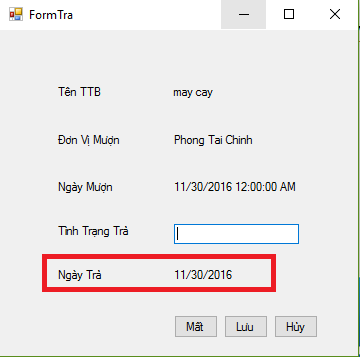 FormTra
Tên TTB may cay
Đơn Vị Mượn Phong Tai Chinh
Ngày Mượn 11/30/2016 12:00:00 AM
Tình Trạng Trả
Ngày Trả 11/30/2016
Mất Lưu Hủy